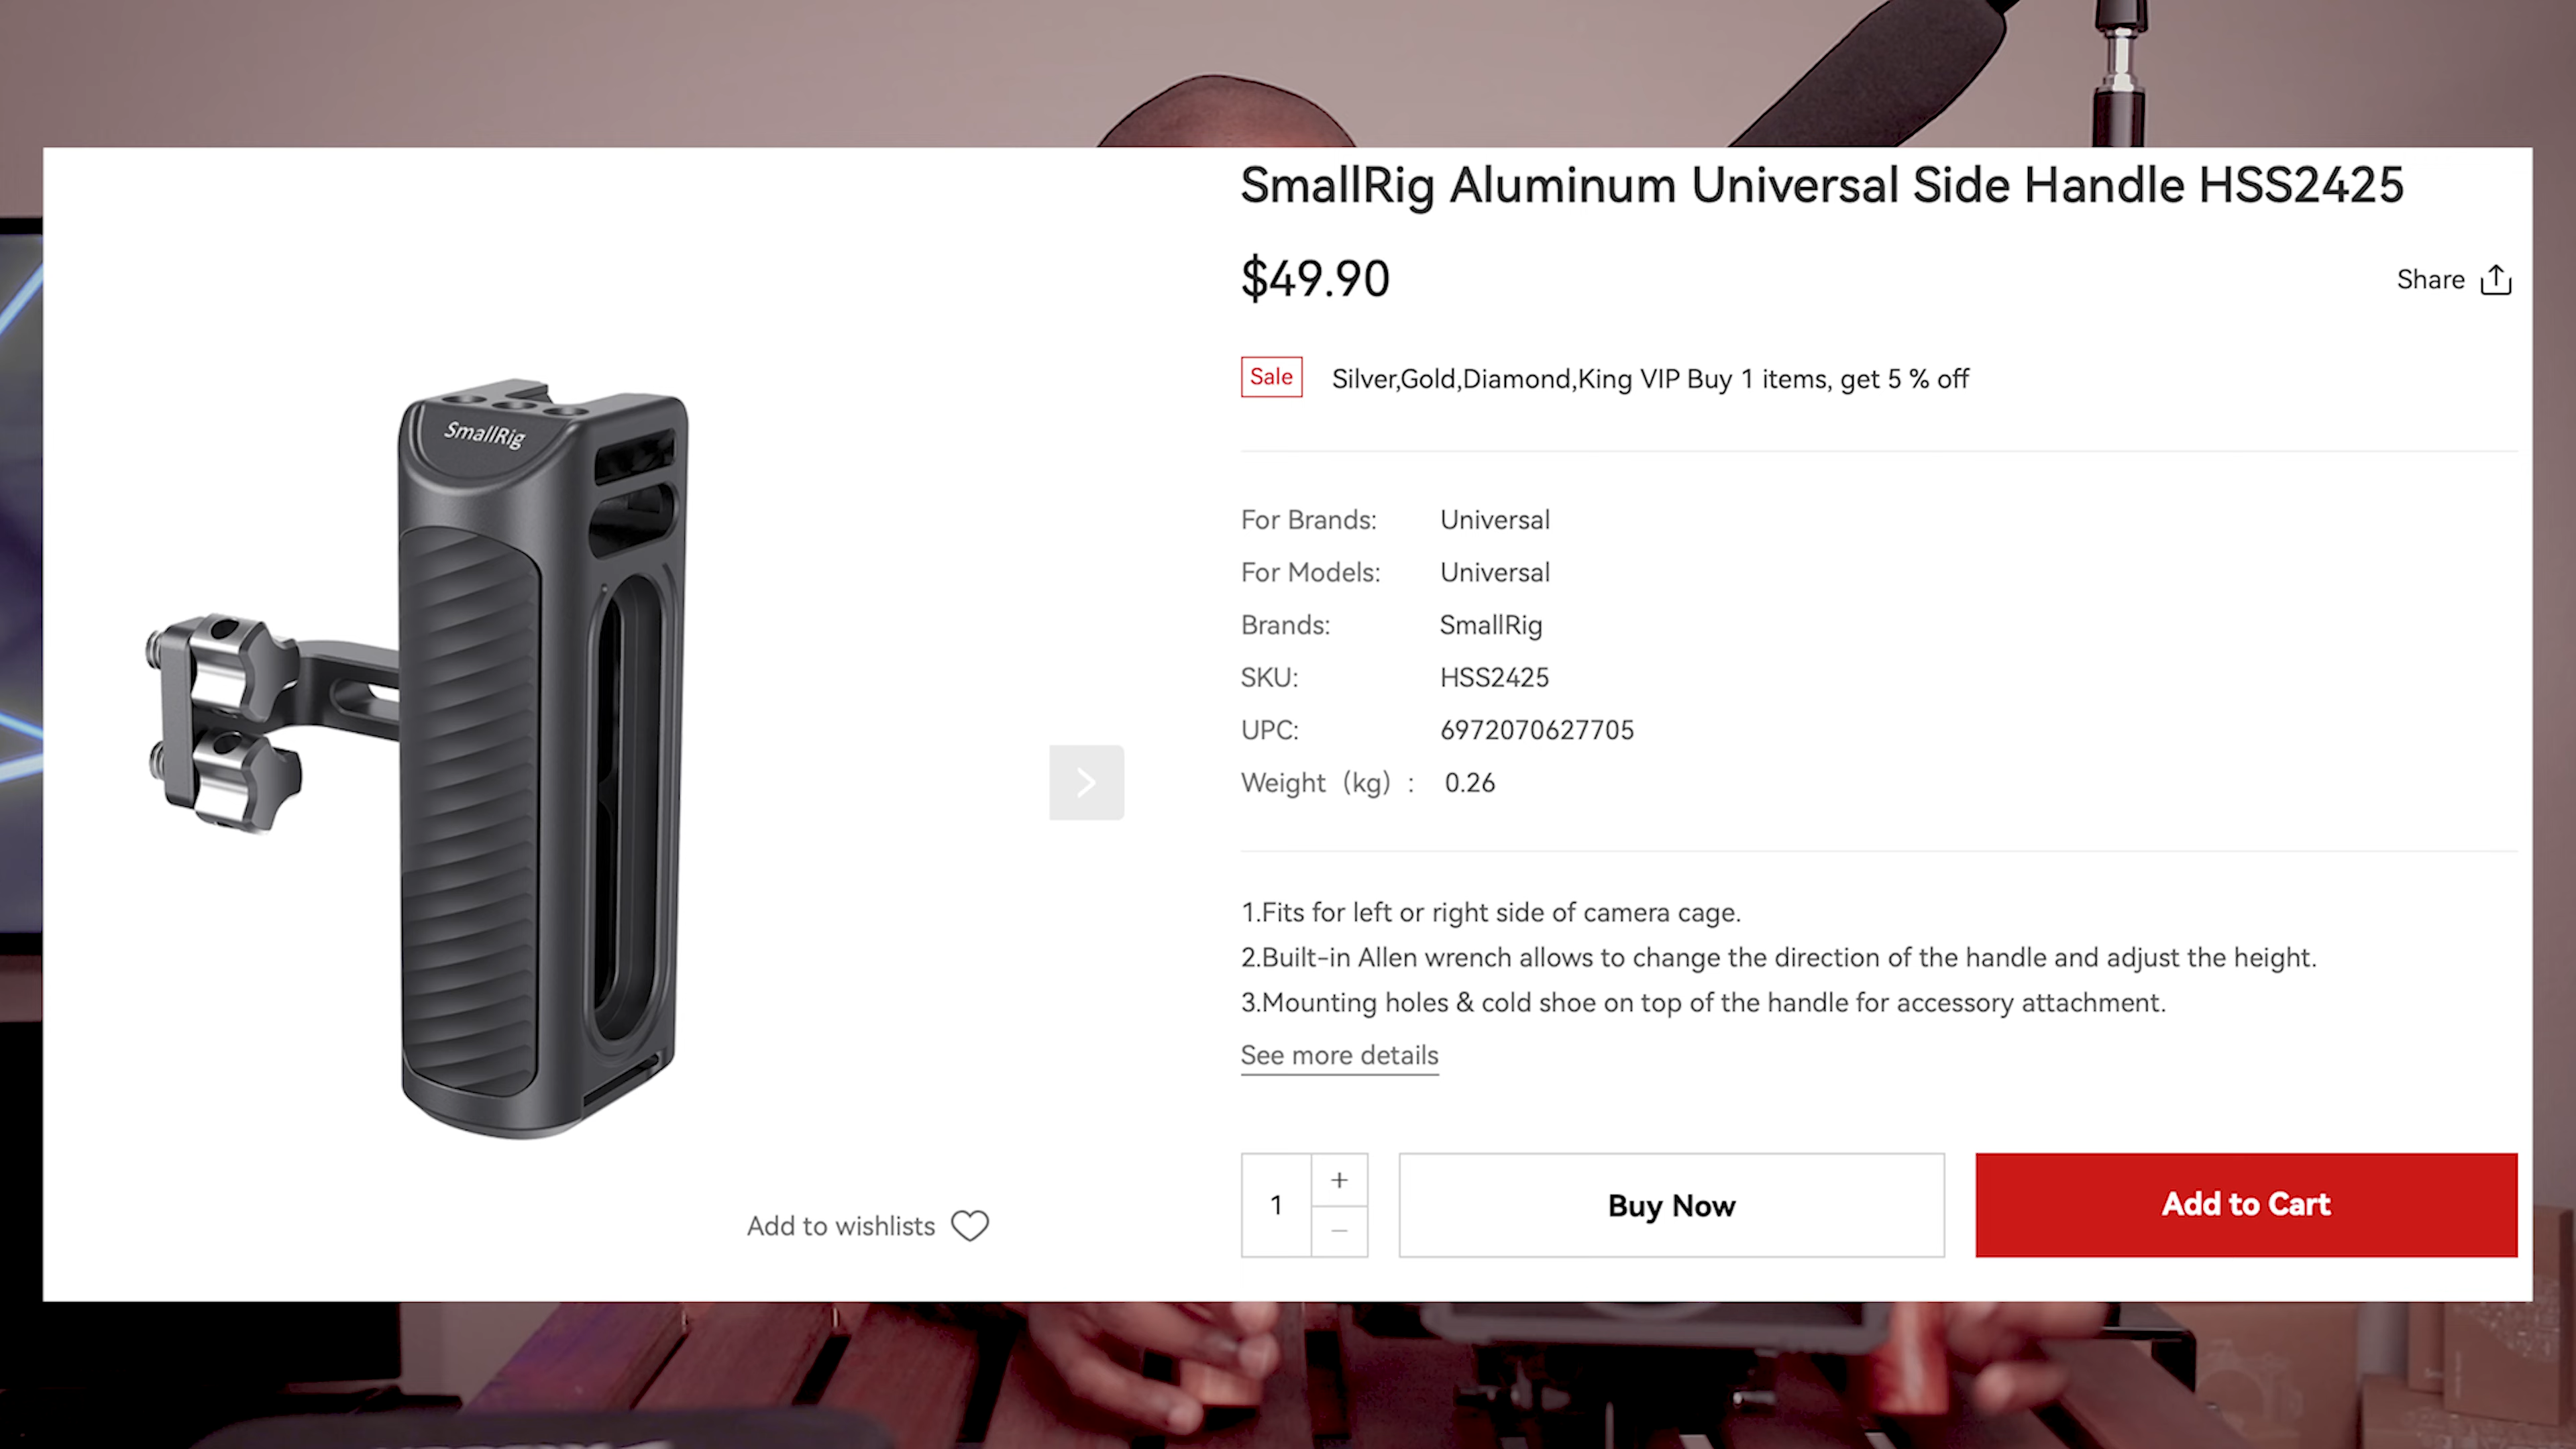 SmallRig Aluminum Universal Side Handle HSS2425
$49.90
Share
Sale Silver,Gold,Diamond,King VIP Buy 1 items, get 5 % off
SmallRig
For Brands: Universal
For Models: Universal
Brands: SmallRig
SKU: HSS2425
UPC: 6972070627705
Weight（kg）: 0.26
1.Fits for left or right side of camera cage.
2.Built-in Allen wrench allows to change the direction of the handle and adjust the height.
3.Mounting holes & cold shoe on top of the handle for accessory attachment.
See more details
1 + −
Buy Now
Add to Cart
Add to wishlists